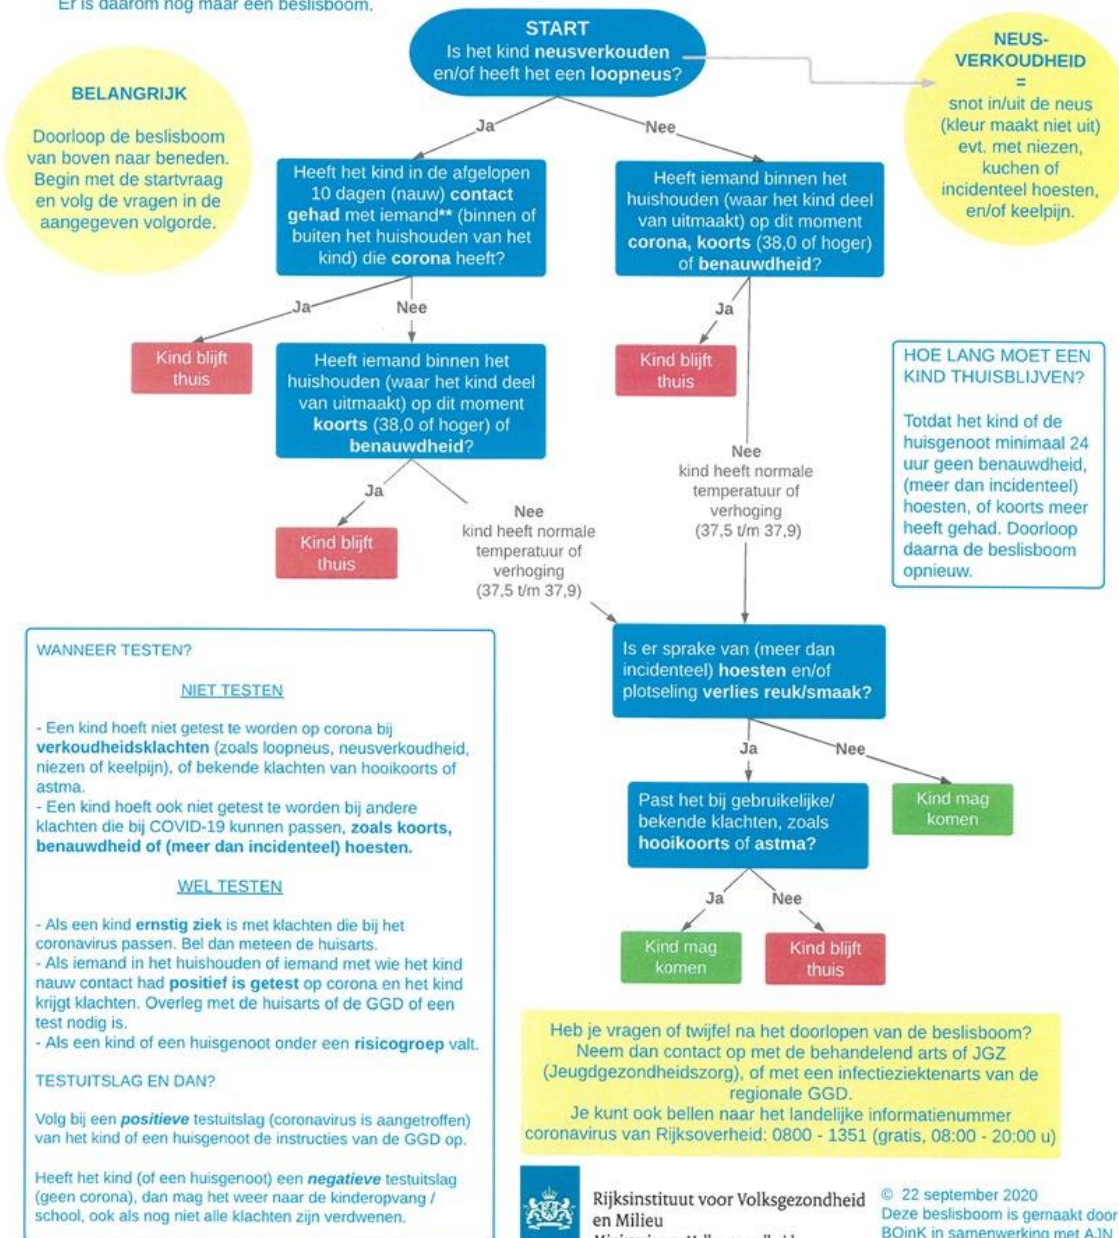 Er is daarom nog maar één beslisboom.
START
Is het kind neusverkouden
en/of heeft het een loopneus?
NEUS-
VERKOUDHEID
=
snot in/uit de neus
(kleur maakt niet uit)
evt. met niezen,
kuchen of
incidenteel hoesten,
en/of keelpijn.
BELANGRIJK
Doorloop de beslisboom
van boven naar beneden.
Begin met de startvraag
en volg de vragen in de
aangegeven volgorde.
Ja
Nee
Heeft het kind in de afgelopen
10 dagen (nauw) contact
gehad met iemand** (binnen of
buiten het huishouden van het
kind) die corona heeft?
Heeft iemand binnen het
huishouden (waar het kind deel
van uitmaakt) op dit moment
corona, koorts (38,0 of hoger)
of benauwdheid?
Ja
Nee
Ja
Kind blijft
thuis
Heeft iemand binnen het
huishouden (waar het kind deel
van uitmaakt) op dit moment
koorts (38,0 of hoger) of
benauwdheid?
Kind blijft
thuis
HOE LANG MOET EEN
KIND THUISBLIJVEN?
Totdat het kind of de
huisgenoot minimaal 24
uur geen benauwdheid,
(meer dan incidenteel)
hoesten, of koorts meer
heeft gehad. Doorloop
daarna de beslisboom
opnieuw.
Ja
Kind blijft
thuis
Nee
kind heeft normale
temperatuur of
verhoging
(37,5 t/m 37,9)
Nee
kind heeft normale
temperatuur of
verhoging
(37,5 t/m 37,9)
Is er sprake van (meer dan
incidenteel) hoesten en/of
plotseling verlies reuk/smaak?
Ja
Nee
Past het bij gebruikelijke/
bekende klachten, zoals
hooikoorts of astma?
Kind mag
komen
Ja
Nee
Kind mag
komen
Kind blijft
thuis
WANNEER TESTEN?
NIET TESTEN
- Een kind hoeft niet getest te worden op corona bij
verkoudheidsklachten (zoals loopneus, neusverkoudheid,
niezen of keelpijn), of bekende klachten van hooikoorts of
astma.
- Een kind hoeft ook niet getest te worden bij andere
klachten die bij COVID-19 kunnen passen, zoals koorts,
benauwdheid of (meer dan incidenteel) hoesten.
WEL TESTEN
- Als een kind ernstig ziek is met klachten die bij het
coronavirus passen. Bel dan meteen de huisarts.
- Als iemand in het huishouden of iemand met wie het kind
nauw contact had positief is getest op corona en het kind
krijgt klachten. Overleg met de huisarts of de GGD of een
test nodig is.
- Als een kind of een huisgenoot onder een risicogroep valt.
TESTUITSLAG EN DAN?
Volg bij een positieve testuitslag (coronavirus is aangetroffen)
van het kind of een huisgenoot de instructies van de GGD op.
Heeft het kind (of een huisgenoot) een negatieve testuitslag
(geen corona), dan mag het weer naar de kinderopvang /
school, ook als nog niet alle klachten zijn verdwenen.
Heb je vragen of twijfel na het doorlopen van de beslisboom?
Neem dan contact op met de behandelend arts of JGZ
(Jeugdgezondheidszorg), of met een infectieziektenarts van de
regionale GGD.
Je kunt ook bellen naar het landelijke informatienummer
coronavirus van Rijksoverheid: 0800 - 1351 (gratis, 08:00 - 20:00 u)
Rijksinstituut voor Volksgezondheid
en Milieu
© 22 september 2020
Deze beslisboom is gemaakt door
BOinK in samenwerking met AJN